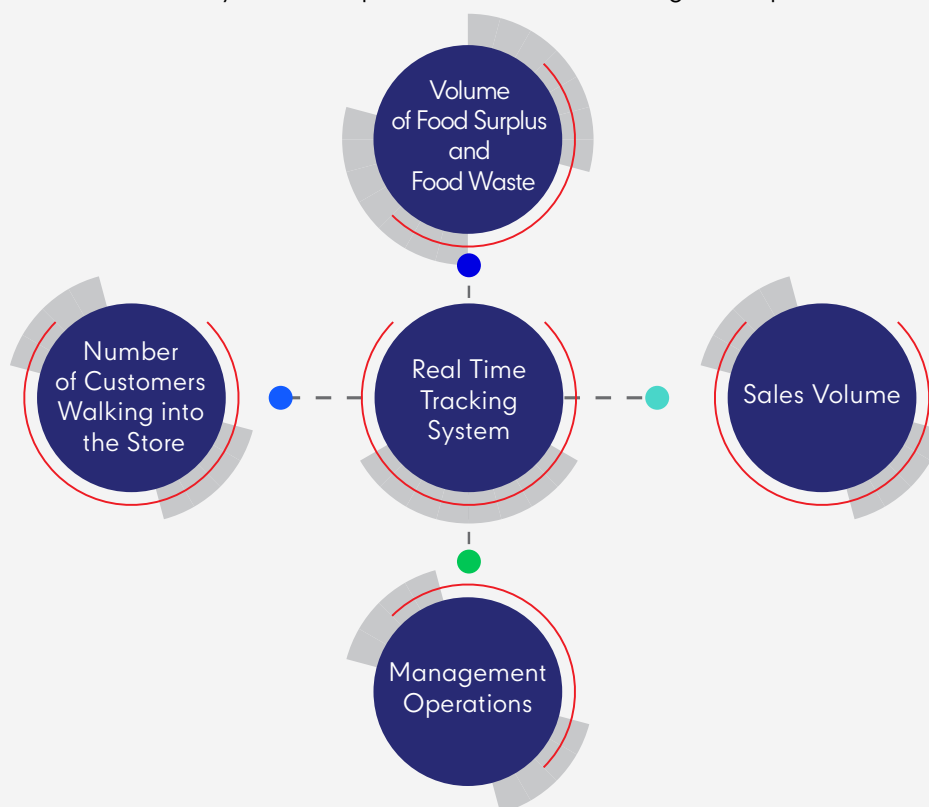 Volume
of Food Surplus
and
Food Waste
Number
of Customers
Walking into
the Store
Real Time
Tracking
System
Sales Volume
Management
Operations